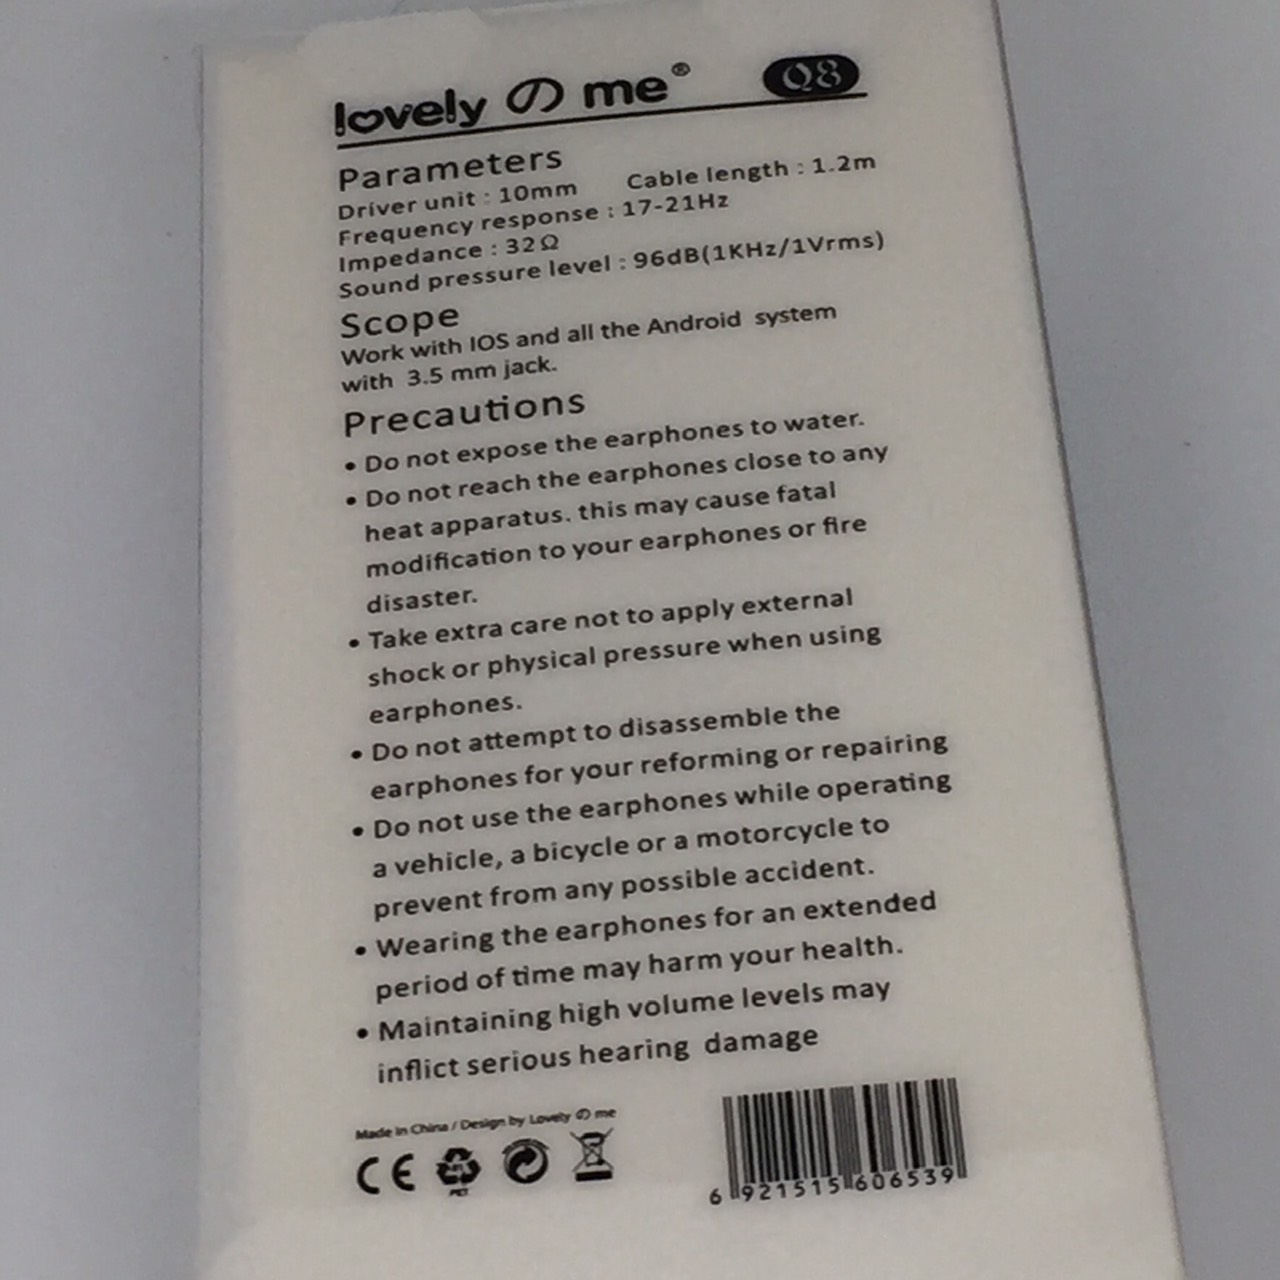 lovely の me® Q8
Parameters
Driver unit : 10mm Cable length : 1.2m
Frequency response : 17-21Hz
Impedance : 32Ω
Sound pressure level : 96dB(1KHz/1Vrms)
Scope
Work with IOS and all the Android system
with 3.5 mm jack.
Precautions
• Do not expose the earphones to water.
• Do not reach the earphones close to any
heat apparatus. this may cause fatal
modification to your earphones or fire
disaster.
• Take extra care not to apply external
shock or physical pressure when using
earphones.
• Do not attempt to disassemble the
earphones for your reforming or repairing
• Do not use the earphones while operating
a vehicle, a bicycle or a motorcycle to
prevent from any possible accident.
• Wearing the earphones for an extended
period of time may harm your health.
• Maintaining high volume levels may
inflict serious hearing damage
Made in China / Design by Lovely の me
CE
PET
6 921515 606539